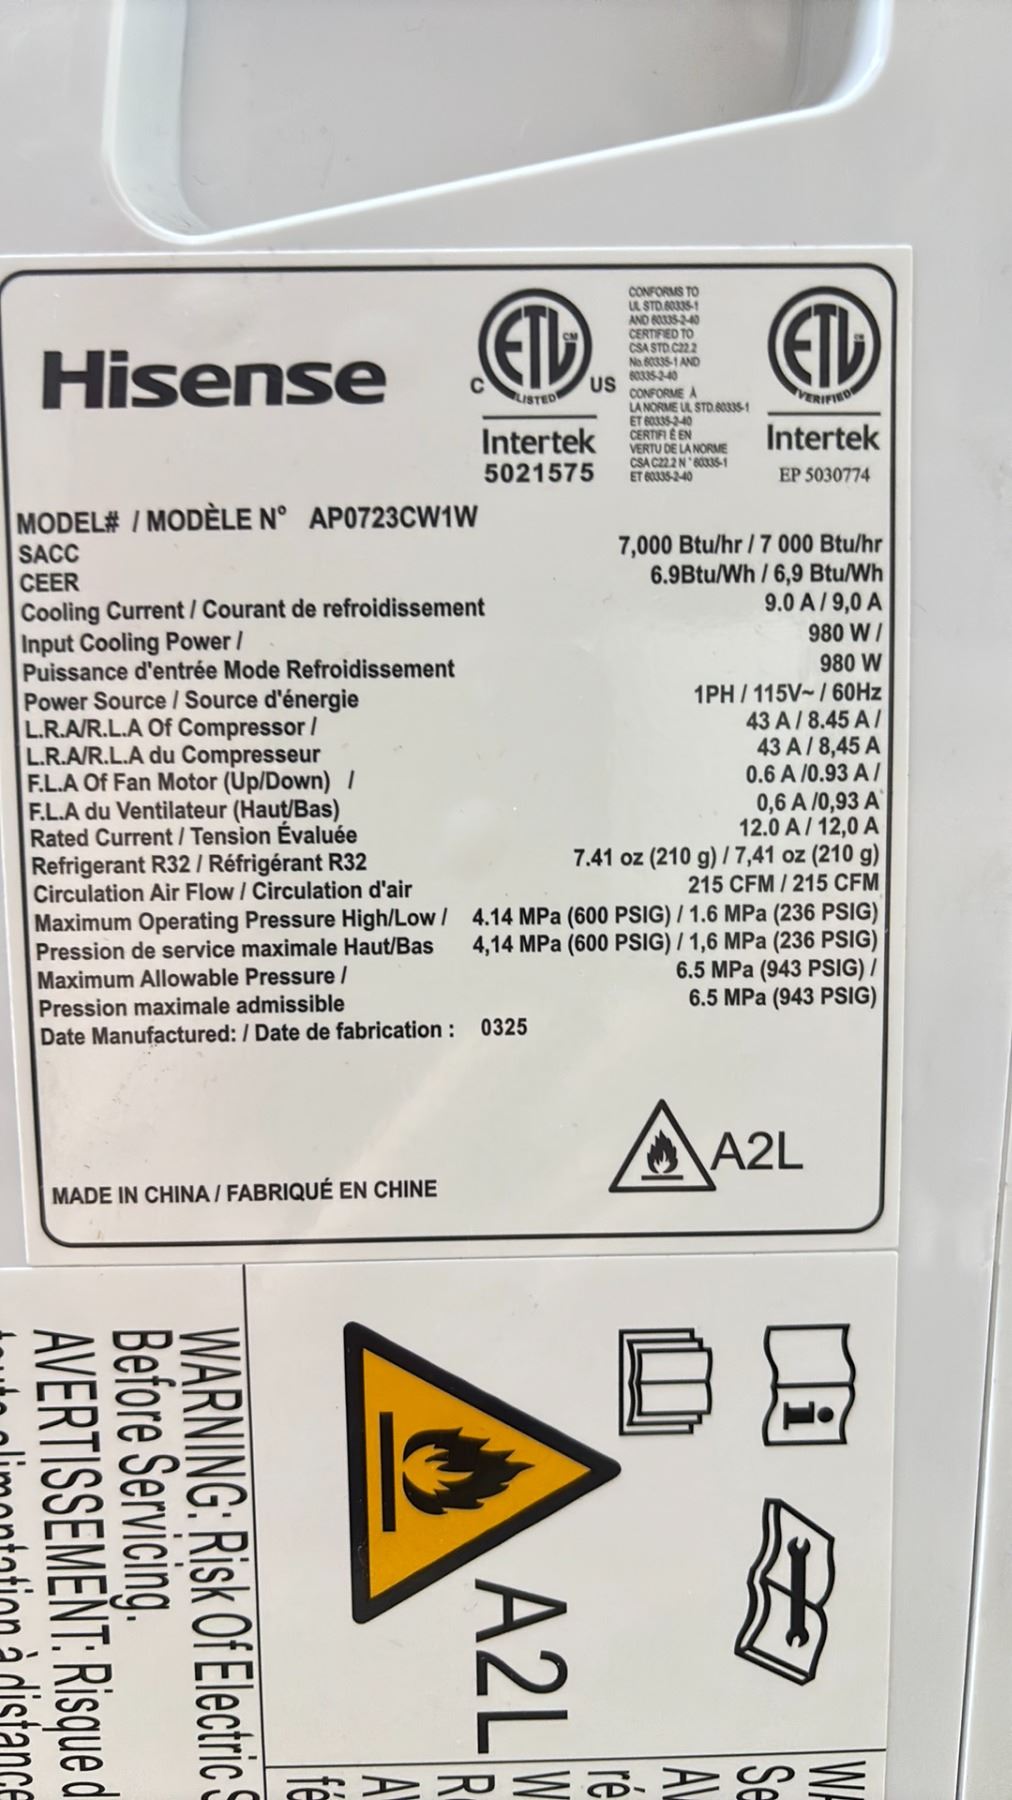 Hisense
ETL CM
LISTED
C US
Intertek
5021575
CONFORMS TO
UL STD.60335-1
AND 60335-2-40
CERTIFIED TO
CSA STD.C22.2
No.60335-1 AND
60335-2-40
CONFORME À
LA NORME UL STD.60335-1
ET 60335-2-40
CERTIFI É EN
VERTU DE LA NORME
CSA C22.2 N ° 60335-1
ET 60335-2-40
ETL
VERIFIED
Intertek
EP 5030774
MODEL# / MODÈLE N° AP0723CW1W
SACC 7,000 Btu/hr / 7 000 Btu/hr
CEER 6.9Btu/Wh / 6,9 Btu/Wh
Cooling Current / Courant de refroidissement 9.0 A / 9,0 A
Input Cooling Power / 980 W /
Puissance d'entrée Mode Refroidissement 980 W
Power Source / Source d'énergie 1PH / 115V~ / 60Hz
L.R.A/R.L.A Of Compressor / 43 A / 8.45 A /
L.R.A/R.L.A du Compresseur 43 A / 8,45 A
F.L.A Of Fan Motor (Up/Down) / 0.6 A /0.93 A /
F.L.A du Ventilateur (Haut/Bas) 0,6 A /0,93 A
Rated Current / Tension Évaluée 12.0 A / 12,0 A
Refrigerant R32 / Réfrigérant R32 7.41 oz (210 g) / 7,41 oz (210 g)
Circulation Air Flow / Circulation d'air 215 CFM / 215 CFM
Maximum Operating Pressure High/Low / 4.14 MPa (600 PSIG) / 1.6 MPa (236 PSIG)
Pression de service maximale Haut/Bas 4,14 MPa (600 PSIG) / 1,6 MPa (236 PSIG)
Maximum Allowable Pressure / 6.5 MPa (943 PSIG) /
Pression maximale admissible 6.5 MPa (943 PSIG)
Date Manufactured: / Date de fabrication : 0325
A2L
MADE IN CHINA / FABRIQUÉ EN CHINE
A2L
WARNING: Risk Of Electric
Before Servicing.
AVERTISSEMENT: Risque d